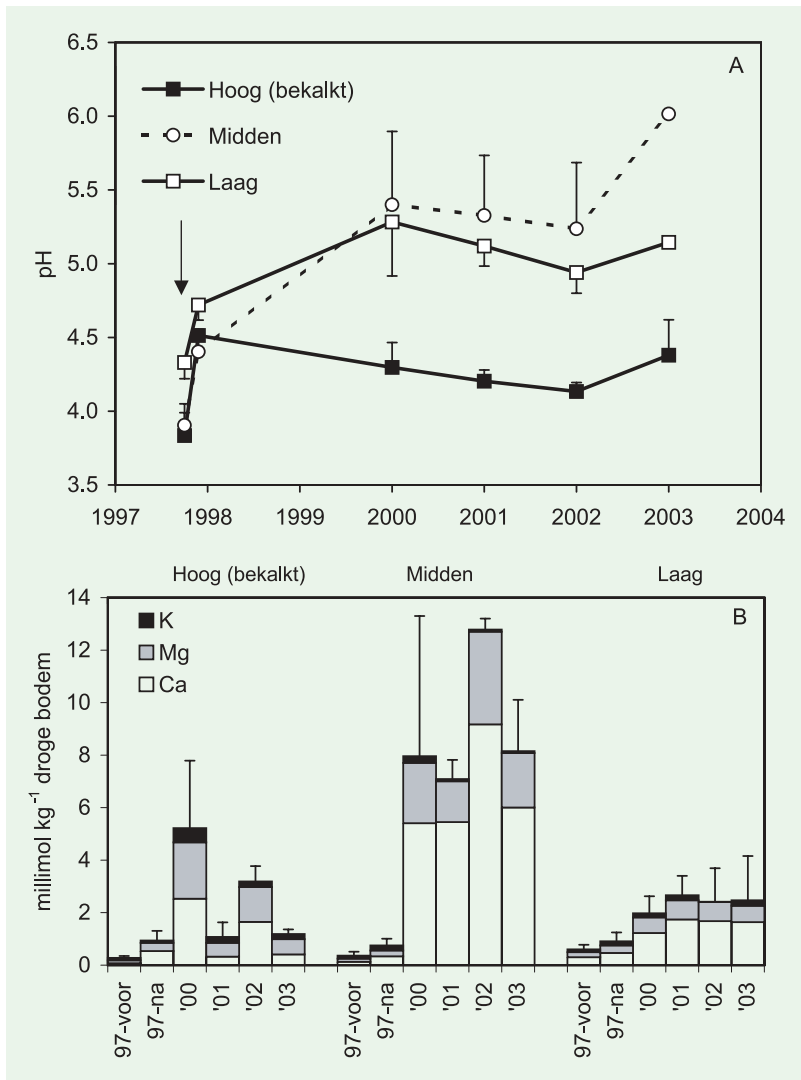 A
6.5
6.0
5.5
5.0
4.5
4.0
3.5
pH
Hoog (bekalkt)
Midden
Laag
1997 1998 1999 2000 2001 2002 2003 2004
Hoog (bekalkt) Midden Laag
B
14
12
10
8
6
4
2
0
millimol kg⁻¹ droge bodem
K
Mg
Ca
97-voor 97-na '00 '01 '02 '03 97-voor 97-na '00 '01 '02 '03 97-voor 97-na '00 '01 '02 '03